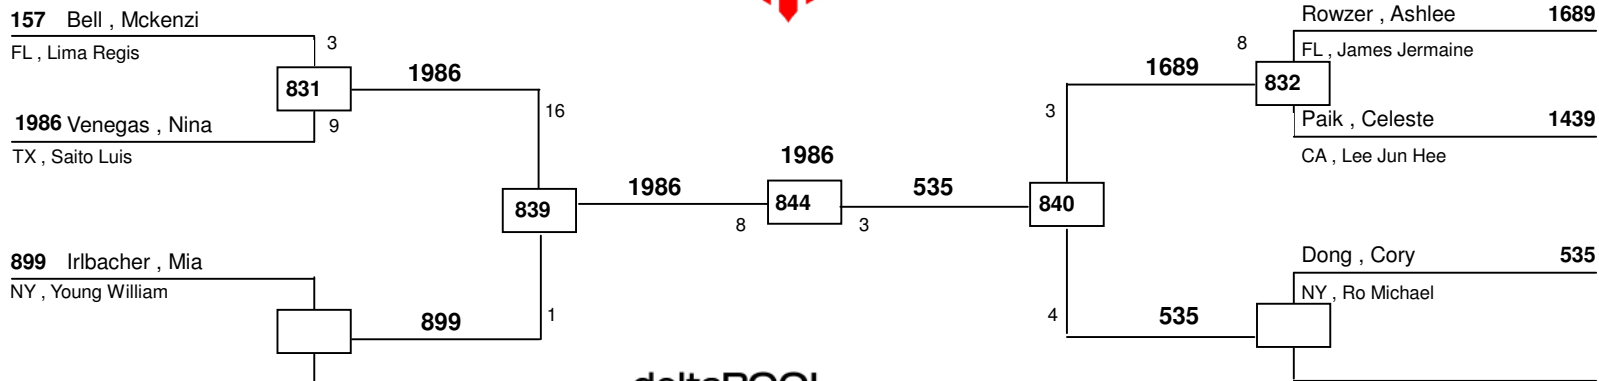 157 Bell , Mckenzi
FL , Lima Regis
3
831
1986
9
1986 Venegas , Nina
TX , Saito Luis
16
839
1986
8
1986
844
3
535
899 Irlbacher , Mia
NY , Young William
899
1
Rowzer , Ashlee 1689
FL , James Jermaine
8
832
1689
3
Paik , Celeste 1439
CA , Lee Jun Hee
840
Dong , Cory 535
NY , Ro Michael
4
535
deltaPOOL